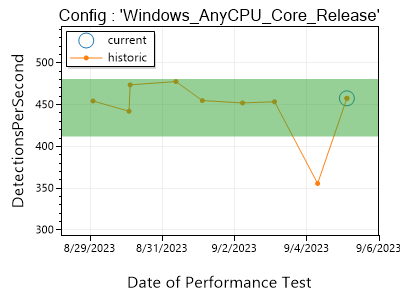 Config : 'Windows_AnyCPU_Core_Release'
current
historic
DetectionsPerSecond
500
450
400
350
300
8/29/2023
8/31/2023
9/2/2023
9/4/2023
9/6/2023
Date of Performance Test